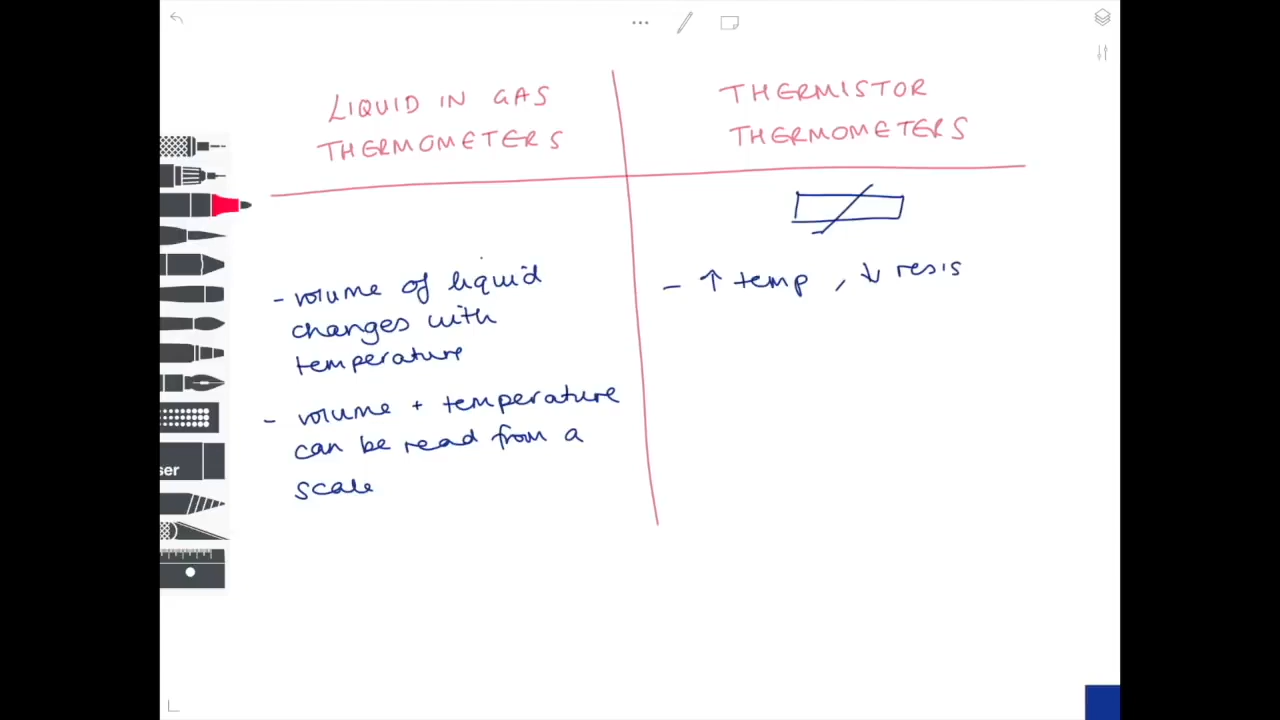 LIQUID IN GAS
THERMOMETERS
- volume of liquid
changes with
temperature
- volume + temperature
can be read from a
scale
THERMISTOR
THERMOMETERS
- ↑ temp, ↓ resis
ser